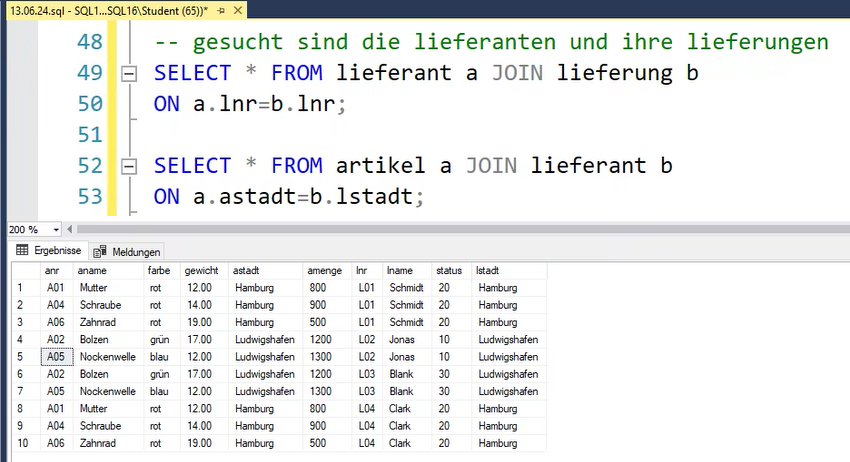 13.06.24.sql - SQL1...SQL16\Student (65))*
48 -- gesucht sind die lieferanten und ihre lieferungen
49 SELECT * FROM lieferant a JOIN lieferung b
50 ON a.lnr=b.lnr;
51
52 SELECT * FROM artikel a JOIN lieferant b
53 ON a.astadt=b.lstadt;
200 %
Ergebnisse Meldungen
anr aname farbe gewicht astadt amenge lnr lname status lstadt
1 A01 Mutter rot 12.00 Hamburg 800 L01 Schmidt 20 Hamburg
2 A04 Schraube rot 14.00 Hamburg 900 L01 Schmidt 20 Hamburg
3 A06 Zahnrad rot 19.00 Hamburg 500 L01 Schmidt 20 Hamburg
4 A02 Bolzen grün 17.00 Ludwigshafen 1200 L02 Jonas 10 Ludwigshafen
5 A05 Nockenwelle blau 12.00 Ludwigshafen 1300 L02 Jonas 10 Ludwigshafen
6 A02 Bolzen grün 17.00 Ludwigshafen 1200 L03 Blank 30 Ludwigshafen
7 A05 Nockenwelle blau 12.00 Ludwigshafen 1300 L03 Blank 30 Ludwigshafen
8 A01 Mutter rot 12.00 Hamburg 800 L04 Clark 20 Hamburg
9 A04 Schraube rot 14.00 Hamburg 900 L04 Clark 20 Hamburg
10 A06 Zahnrad rot 19.00 Hamburg 500 L04 Clark 20 Hamburg